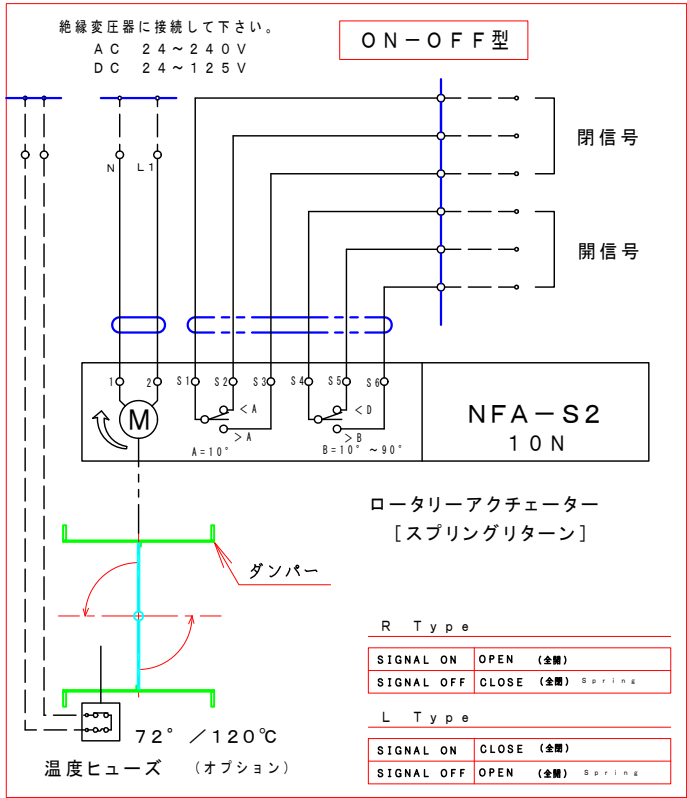 絶縁変圧器に接続して下さい。
AC 24～240V
DC 24～125V
ON－OFF型
閉信号
開信号
N L1
1 2 S1 S2 S3 S4 S5 S6
M
<A
>A
A=10°
<D
>B
B=10°～90°
NFA－S2
10N
ロータリーアクチェーター
[スプリングリターン]
ダンパー
R Type
SIGNAL ON OPEN (全開)
SIGNAL OFF CLOSE (全閉) Spring
L Type
SIGNAL ON CLOSE (全閉)
SIGNAL OFF OPEN (全開) Spring
72°／120℃
温度ヒューズ (オプション)